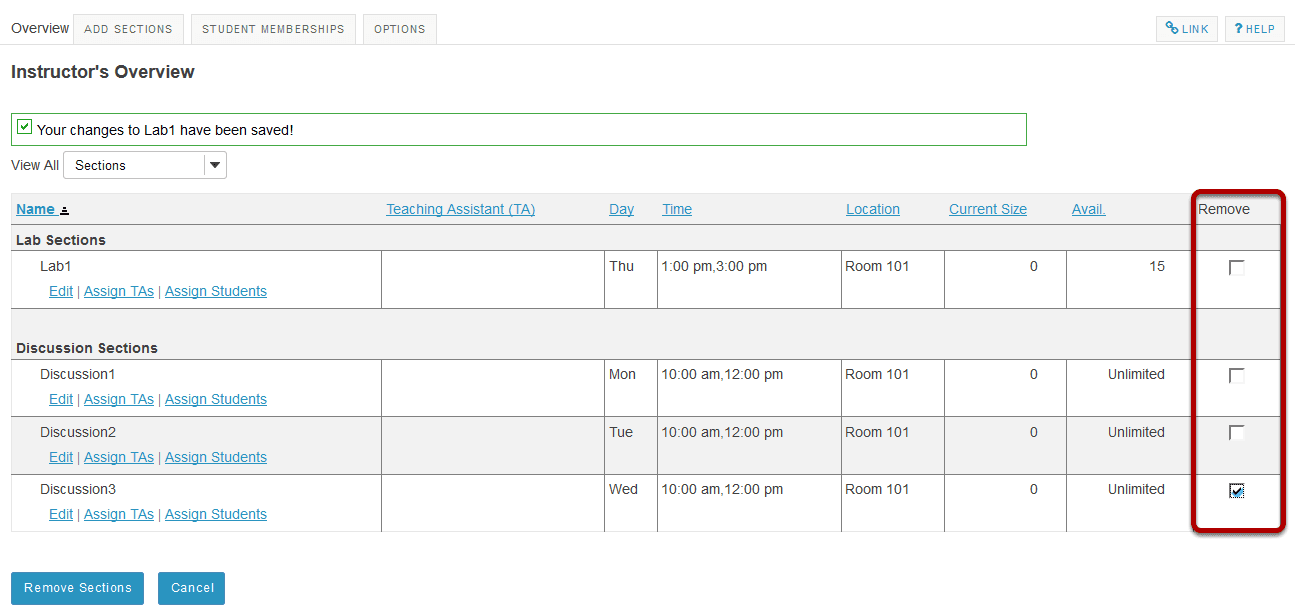 Overview ADD SECTIONS STUDENT MEMBERSHIPS OPTIONS LINK ? HELP
Instructor's Overview
Your changes to Lab1 have been saved!
View All Sections
Name Teaching Assistant (TA) Day Time Location Current Size Avail. Remove
Lab Sections
Lab1 Thu 1:00 pm,3:00 pm Room 101 0 15
Edit | Assign TAs | Assign Students
Discussion Sections
Discussion1 Mon 10:00 am,12:00 pm Room 101 0 Unlimited
Edit | Assign TAs | Assign Students
Discussion2 Tue 10:00 am,12:00 pm Room 101 0 Unlimited
Edit | Assign TAs | Assign Students
Discussion3 Wed 10:00 am,12:00 pm Room 101 0 Unlimited
Edit | Assign TAs | Assign Students
Remove Sections Cancel